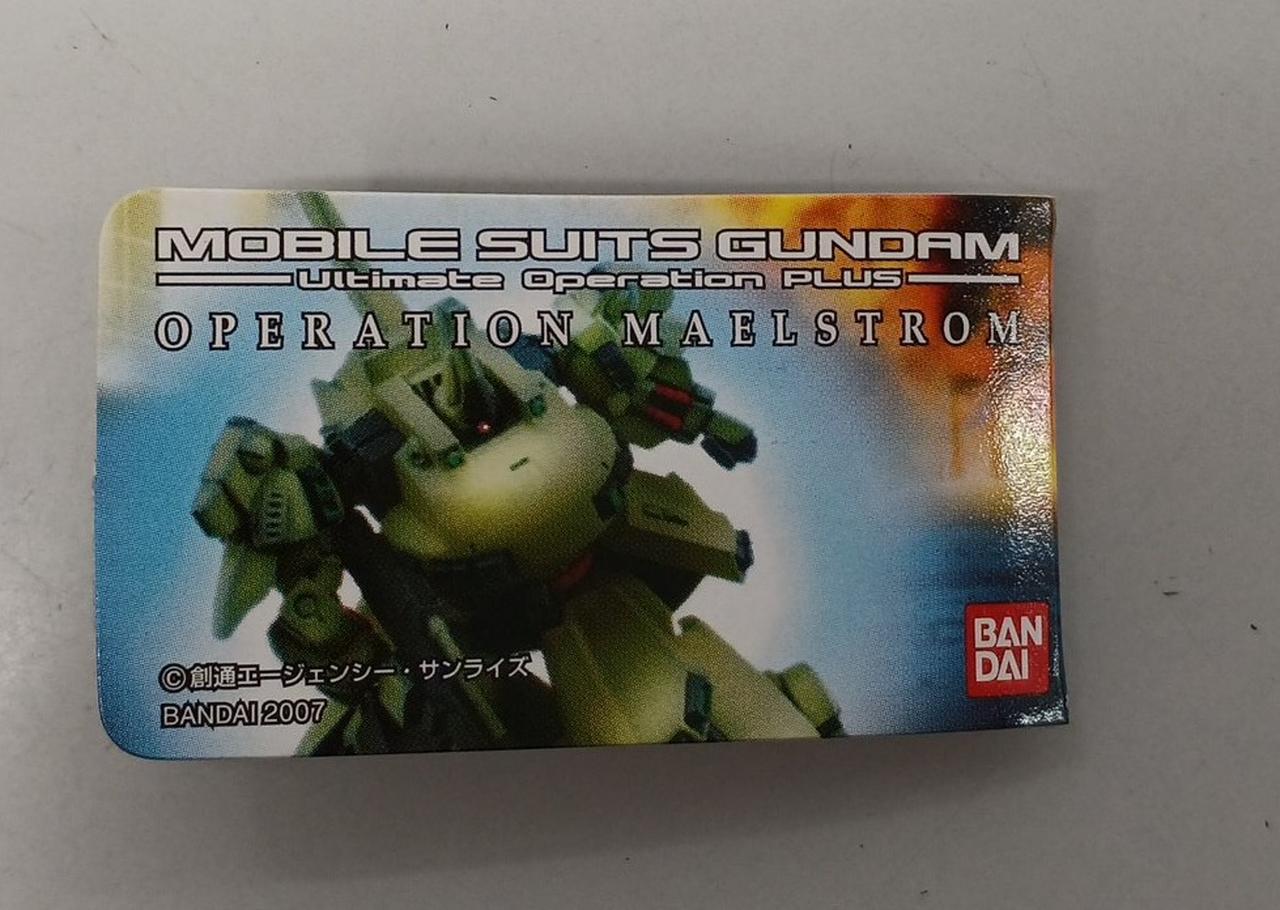 MOBILE SUITS GUNDAM
Ultimate Operation PLUS
OPERATION MAELSTROM
BAN
DAI
©創通エージェンシー・サンライズ
BANDAI 2007